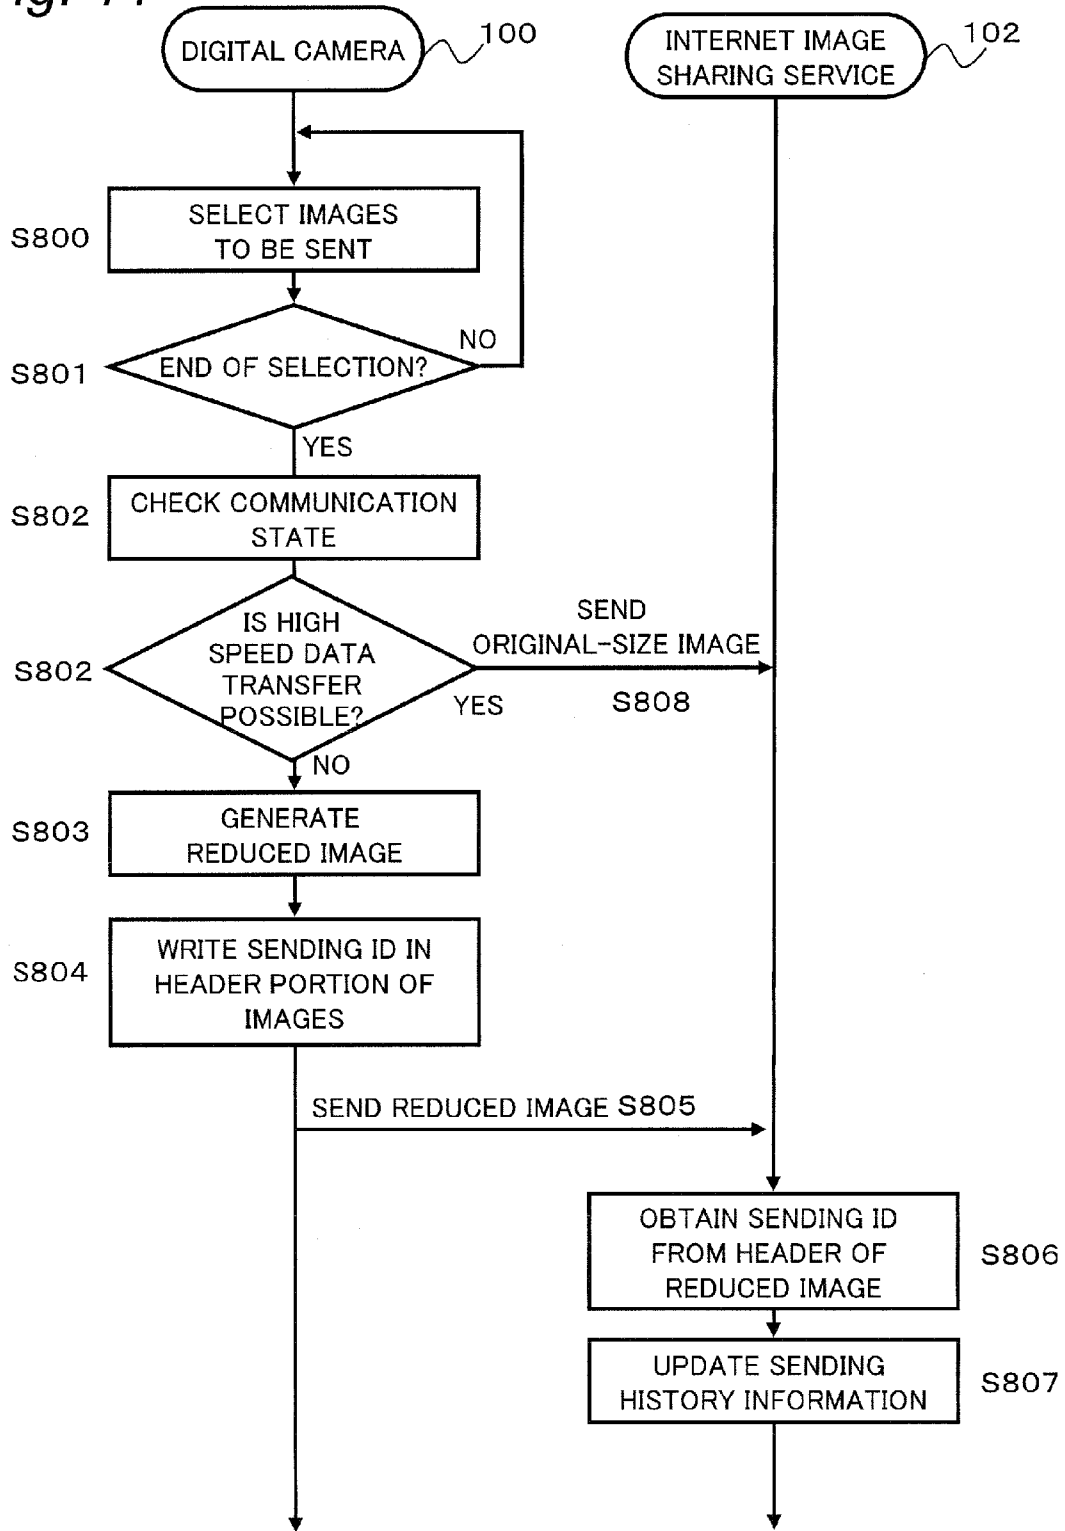 DIGITAL CAMERA
100
INTERNET IMAGE
SHARING SERVICE
102
S800
SELECT IMAGES
TO BE SENT
S801
END OF SELECTION?
NO
YES
S802
CHECK COMMUNICATION
STATE
S802
IS HIGH
SPEED DATA
TRANSFER
POSSIBLE?
YES
SEND
ORIGINAL-SIZE IMAGE
S808
NO
S803
GENERATE
REDUCED IMAGE
S804
WRITE SENDING ID IN
HEADER PORTION OF
IMAGES
SEND REDUCED IMAGE S805
OBTAIN SENDING ID
FROM HEADER OF
REDUCED IMAGE
S806
UPDATE SENDING
HISTORY INFORMATION
S807